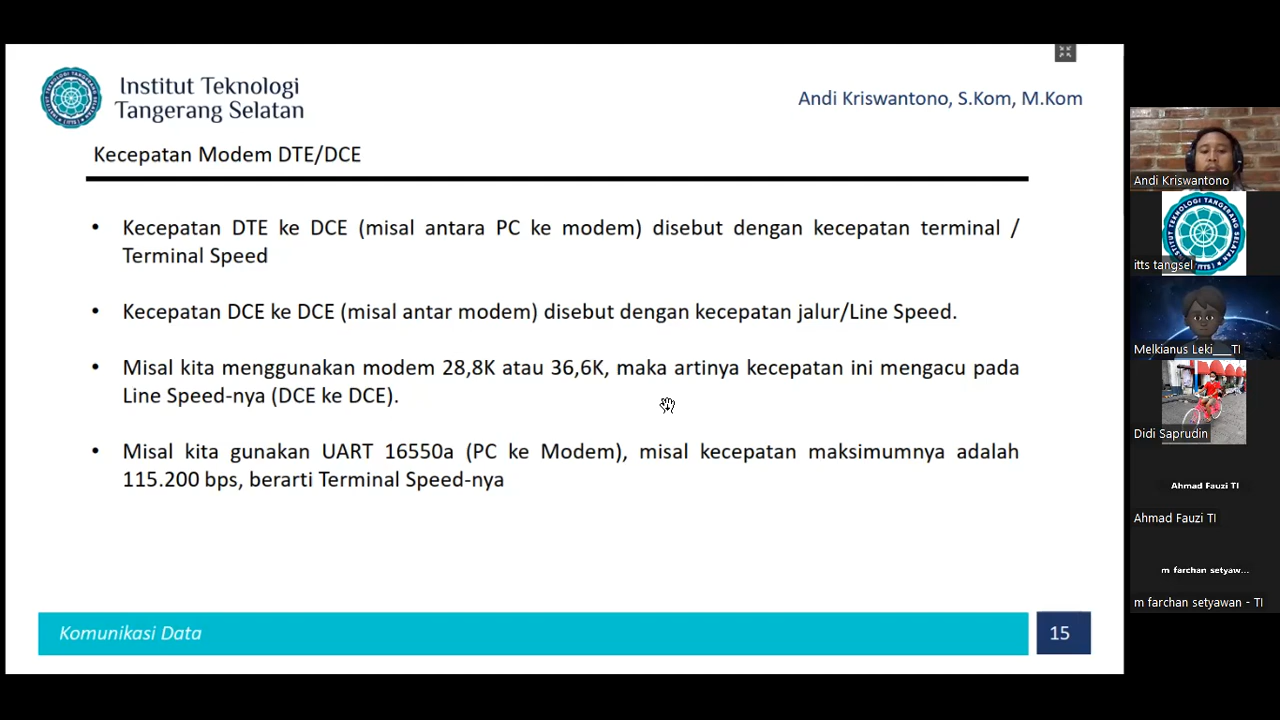 Institut Teknologi
Tangerang Selatan
Andi Kriswantono, S.Kom, M.Kom
Kecepatan Modem DTE/DCE
• Kecepatan DTE ke DCE (misal antara PC ke modem) disebut dengan kecepatan terminal /
Terminal Speed
• Kecepatan DCE ke DCE (misal antar modem) disebut dengan kecepatan jalur/Line Speed.
• Misal kita menggunakan modem 28,8K atau 36,6K, maka artinya kecepatan ini mengacu pada
Line Speed-nya (DCE ke DCE).
• Misal kita gunakan UART 16550a (PC ke Modem), misal kecepatan maksimumnya adalah
115.200 bps, berarti Terminal Speed-nya
Komunikasi Data
15
Andi Kriswantono
itts tangsel
Melkianus Leki___TI
Didi Saprudin
Ahmad Fauzi TI
Ahmad Fauzi TI
m farchan setyaw...
m farchan setyawan - TI